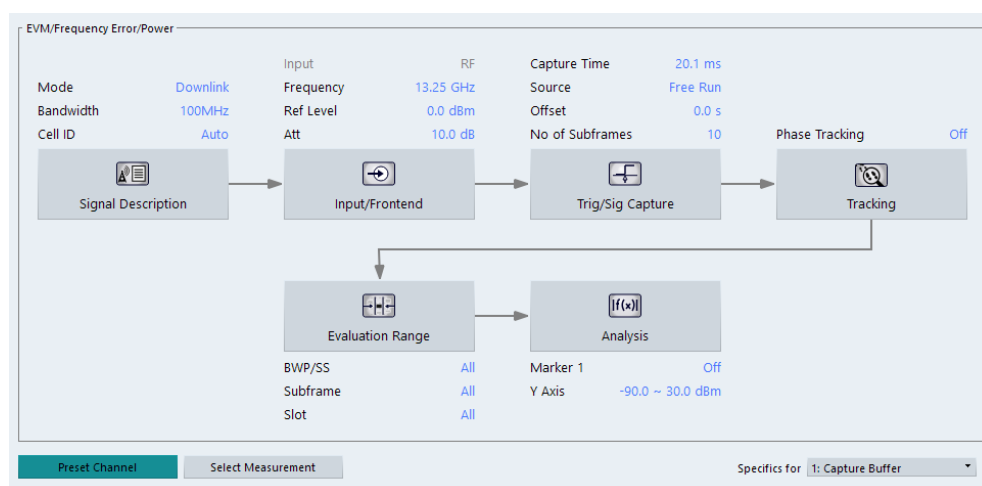 EVM/Frequency Error/Power
Input RF
Capture Time 20.1 ms
Mode Downlink
Frequency 13.25 GHz
Source Free Run
Bandwidth 100MHz
Ref Level 0.0 dBm
Offset 0.0 s
Cell ID Auto
Att 10.0 dB
No of Subframes 10
Phase Tracking Off
Signal Description
Input/Frontend
Trig/Sig Capture
Tracking
|f(x)|
Evaluation Range
Analysis
BWP/SS All
Marker 1 Off
Subframe All
Y Axis -90.0 ~ 30.0 dBm
Slot All
Preset Channel
Select Measurement
Specifics for 1: Capture Buffer